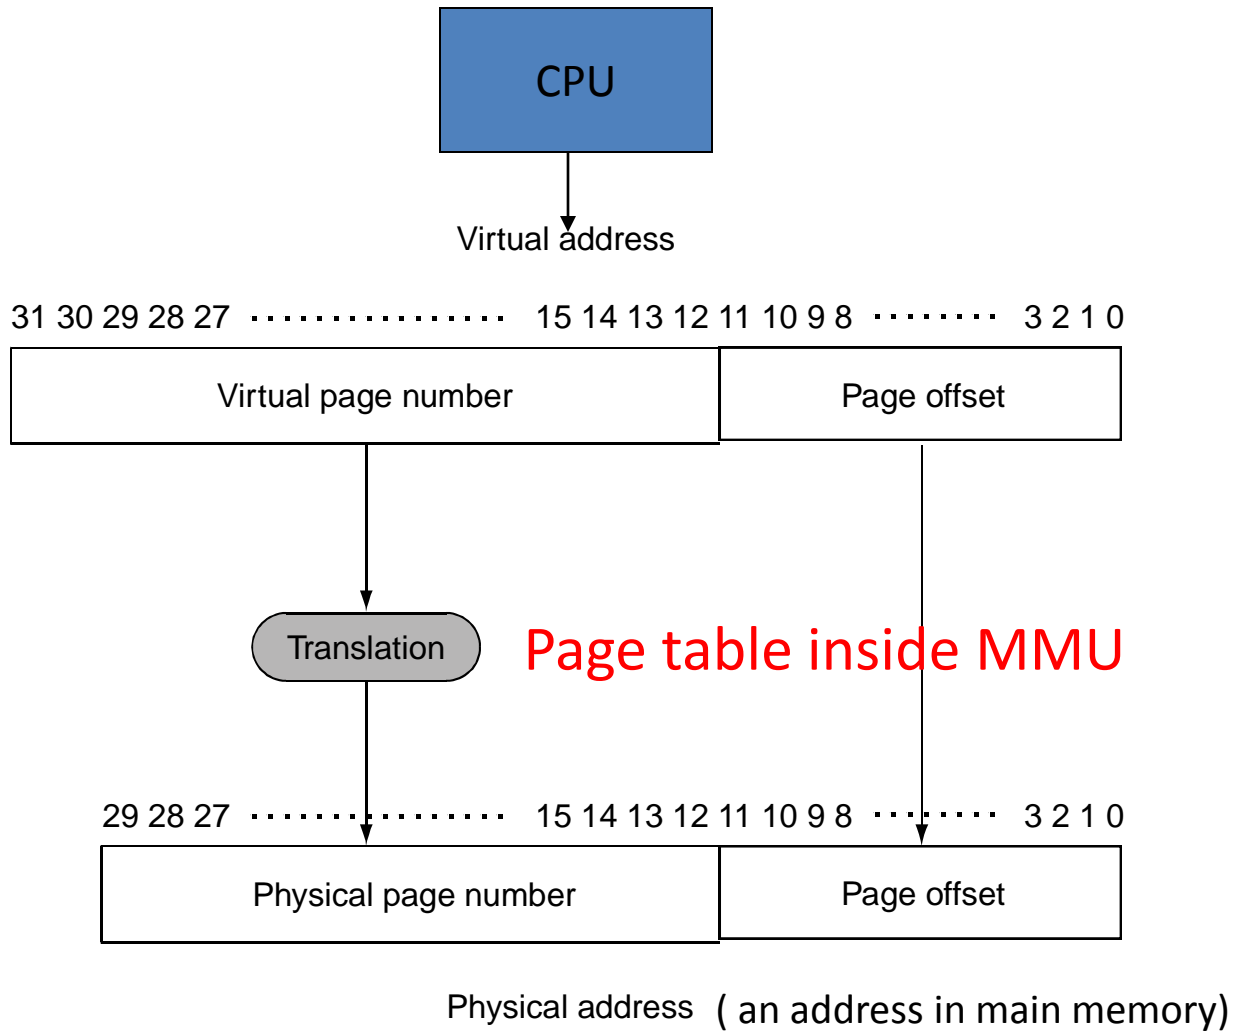 CPU
Virtual address
31 30 29 28 27 ................ 15 14 13 12 11 10 9 8 ........ 3 2 1 0
Virtual page number Page offset
Translation Page table inside MMU
29 28 27 ................ 15 14 13 12 11 10 9 8 ........ 3 2 1 0
Physical page number Page offset
Physical address ( an address in main memory)